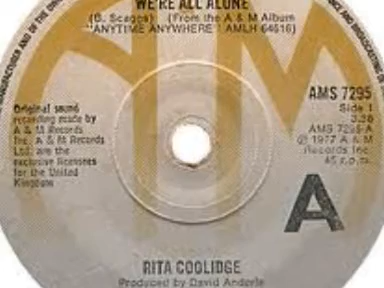 WE'RE ALL ALONE
(B. Scaggs) (From the A & M Album
"ANYTIME ANYWHERE" AMLH 64616)
AMS 7295
Side 1
3.38
AMS 7295-A
℗ 1977 A & M
Records Inc.
45 r.p.m.
Original sound
recording made by
A & M Records
Inc. A & M Records
Ltd. are the
exclusive licensees
for the United
Kingdom
A
RITA COOLIDGE
Produced by David Anderle